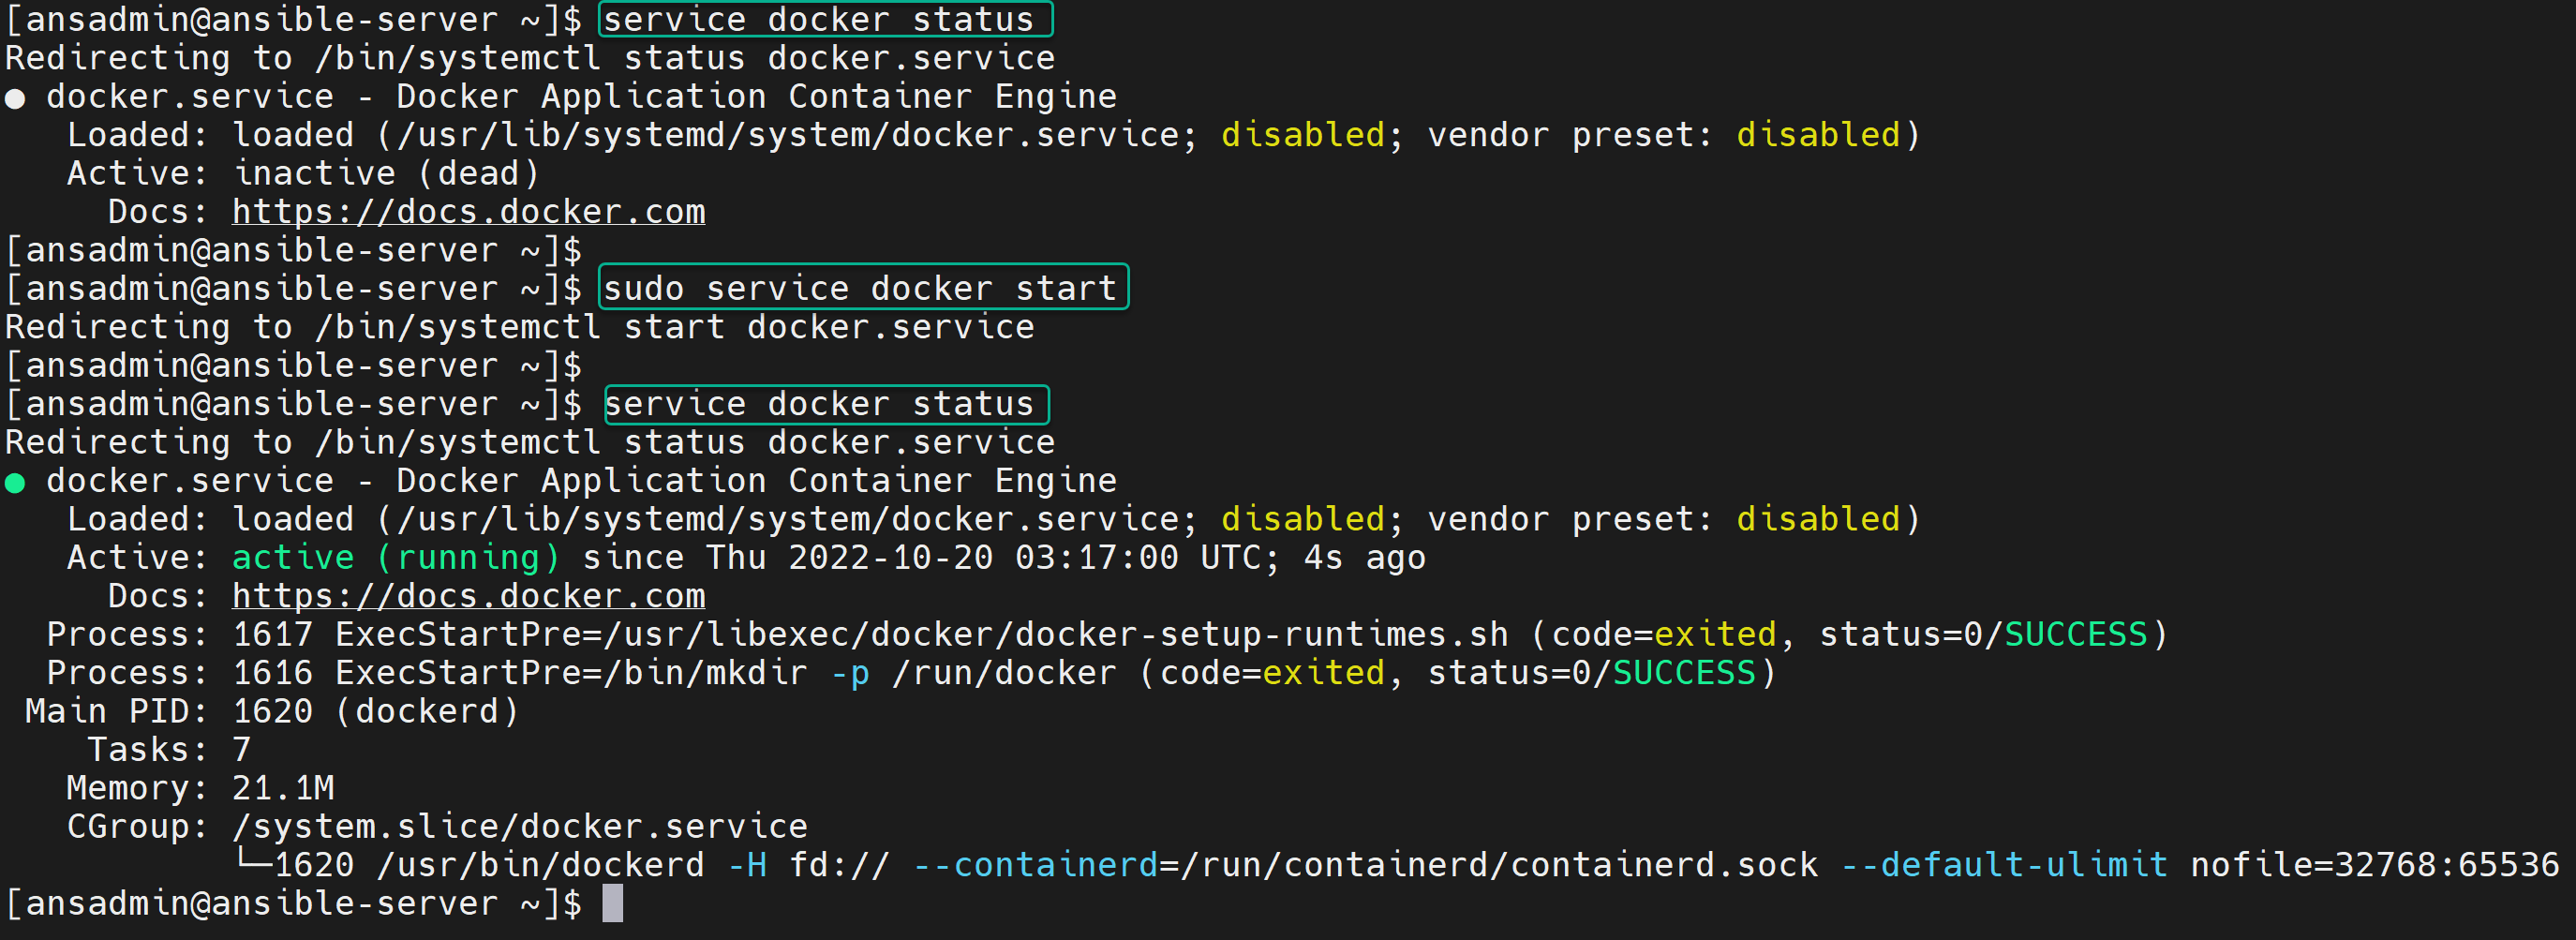 [ansadmin@ansible-server ~]$ service docker status
Redirecting to /bin/systemctl status docker.service
● docker.service - Docker Application Container Engine
   Loaded: loaded (/usr/lib/systemd/system/docker.service; disabled; vendor preset: disabled)
   Active: inactive (dead)
     Docs: https://docs.docker.com
[ansadmin@ansible-server ~]$
[ansadmin@ansible-server ~]$ sudo service docker start
Redirecting to /bin/systemctl start docker.service
[ansadmin@ansible-server ~]$
[ansadmin@ansible-server ~]$ service docker status
Redirecting to /bin/systemctl status docker.service
● docker.service - Docker Application Container Engine
   Loaded: loaded (/usr/lib/systemd/system/docker.service; disabled; vendor preset: disabled)
   Active: active (running) since Thu 2022-10-20 03:17:00 UTC; 4s ago
     Docs: https://docs.docker.com
  Process: 1617 ExecStartPre=/usr/libexec/docker/docker-setup-runtimes.sh (code=exited, status=0/SUCCESS)
  Process: 1616 ExecStartPre=/bin/mkdir -p /run/docker (code=exited, status=0/SUCCESS)
 Main PID: 1620 (dockerd)
    Tasks: 7
   Memory: 21.1M
   CGroup: /system.slice/docker.service
           └─1620 /usr/bin/dockerd -H fd:// --containerd=/run/containerd/containerd.sock --default-ulimit nofile=32768:65536
[ansadmin@ansible-server ~]$